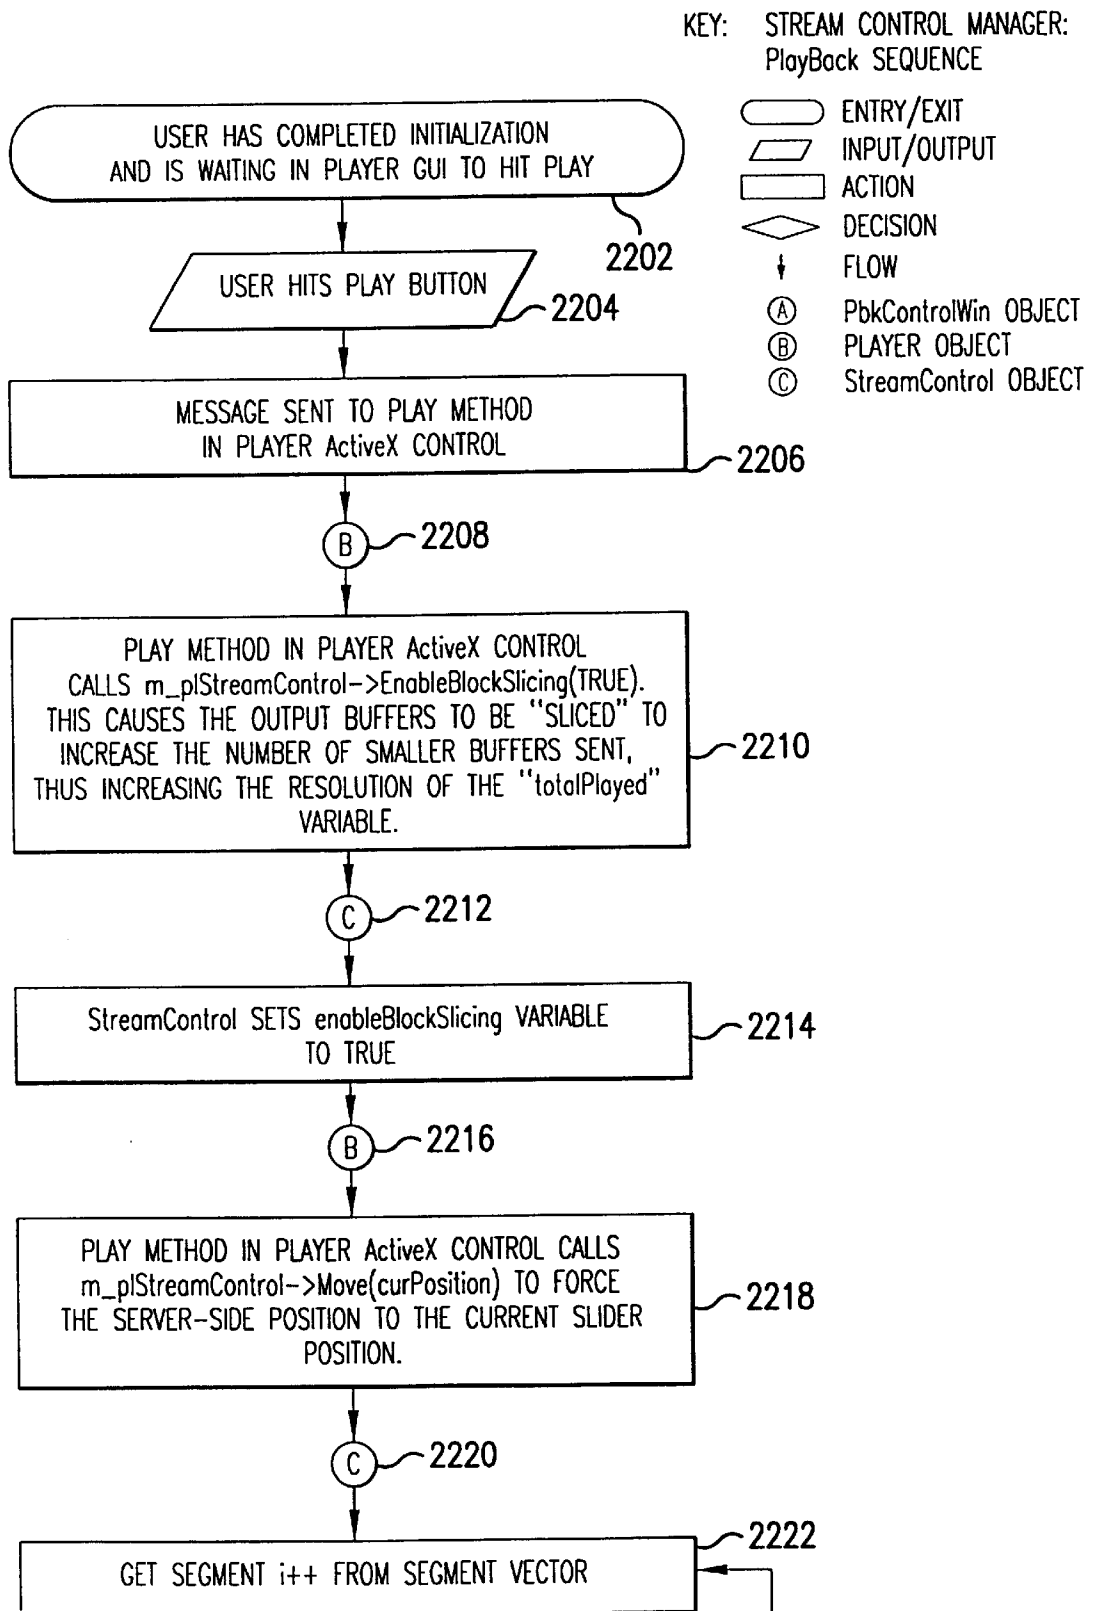 KEY: STREAM CONTROL MANAGER:
PlayBack SEQUENCE
ENTRY/EXIT
INPUT/OUTPUT
ACTION
DECISION
FLOW
A PbkControlWin OBJECT
B PLAYER OBJECT
C StreamControl OBJECT
USER HAS COMPLETED INITIALIZATION
AND IS WAITING IN PLAYER GUI TO HIT PLAY
2202
USER HITS PLAY BUTTON
2204
MESSAGE SENT TO PLAY METHOD
IN PLAYER ActiveX CONTROL
2206
B 2208
PLAY METHOD IN PLAYER ActiveX CONTROL
CALLS m_plStreamControl->EnableBlockSlicing(TRUE).
THIS CAUSES THE OUTPUT BUFFERS TO BE "SLICED" TO
INCREASE THE NUMBER OF SMALLER BUFFERS SENT,
THUS INCREASING THE RESOLUTION OF THE "totalPlayed"
VARIABLE.
2210
C 2212
StreamControl SETS enableBlockSlicing VARIABLE
TO TRUE
2214
B 2216
PLAY METHOD IN PLAYER ActiveX CONTROL CALLS
m_plStreamControl->Move(curPosition) TO FORCE
THE SERVER-SIDE POSITION TO THE CURRENT SLIDER
POSITION.
2218
C 2220
2222
GET SEGMENT i++ FROM SEGMENT VECTOR